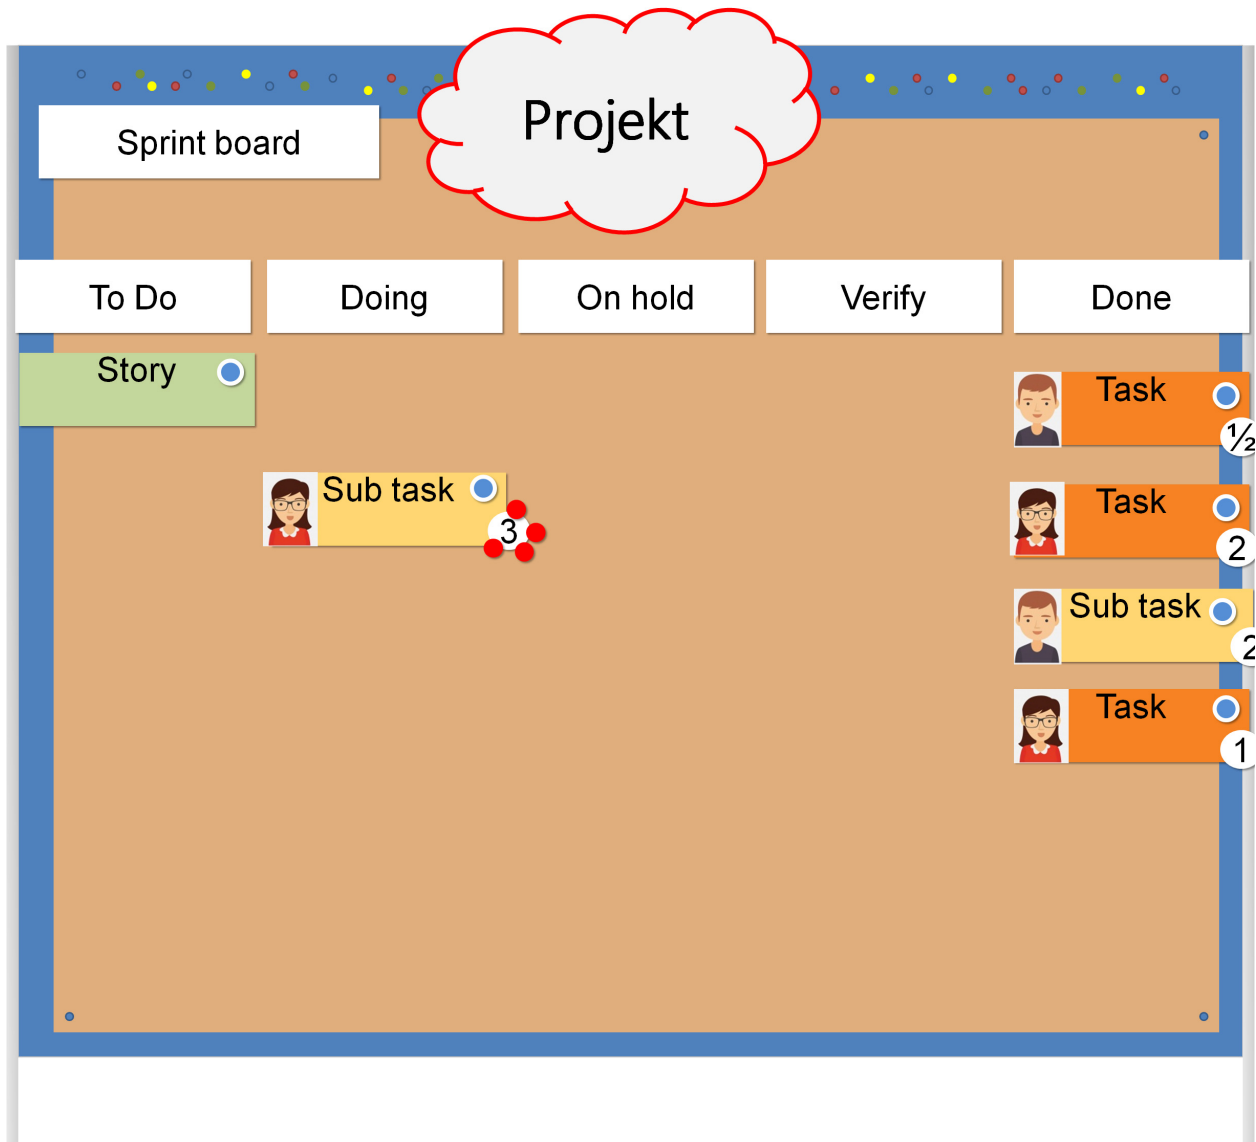 Projekt
Sprint board
To Do
Doing
On hold
Verify
Done
Story
Task
½
Sub task
3
Task
2
Sub task
2
Task
1